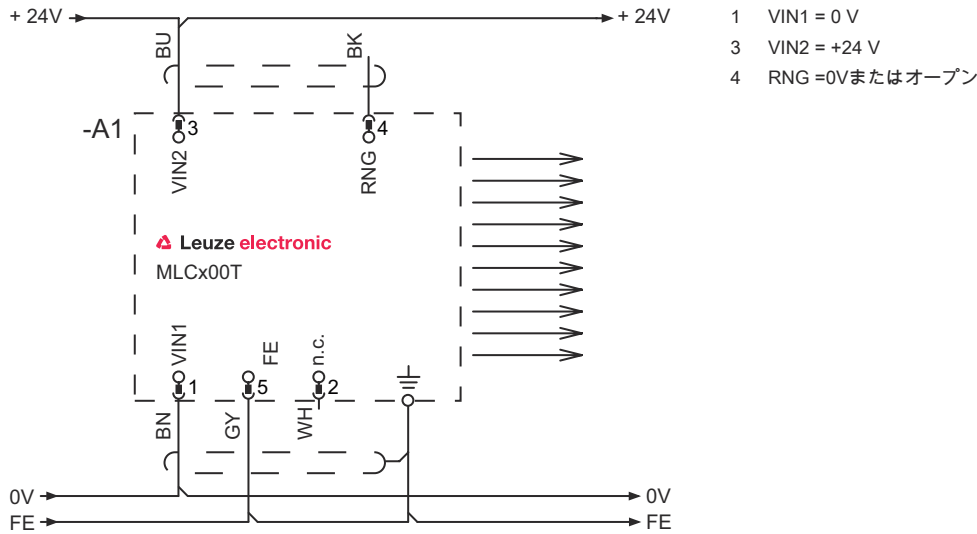 + 24V
+ 24V
BU
BK
-A1
3
4
VIN2
RNG
Leuze electronic
MLCx00T
VIN1
FE
n.c.
1
5
2
BN
GY
WH
0V
0V
FE
FE
1 VIN1 = 0 V
3 VIN2 = +24 V
4 RNG =0Vまたはオープン